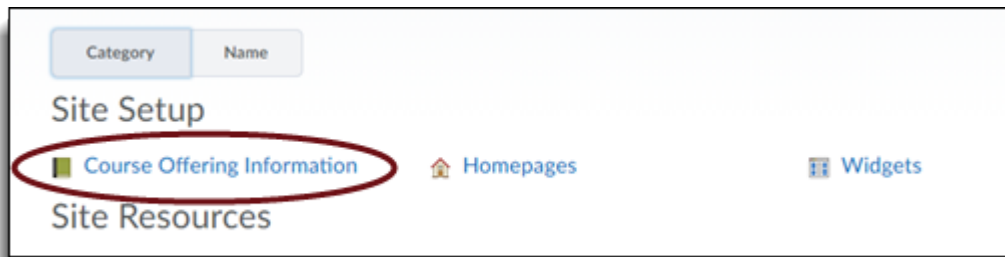 Category Name
Site Setup
Course Offering Information Homepages Widgets
Site Resources